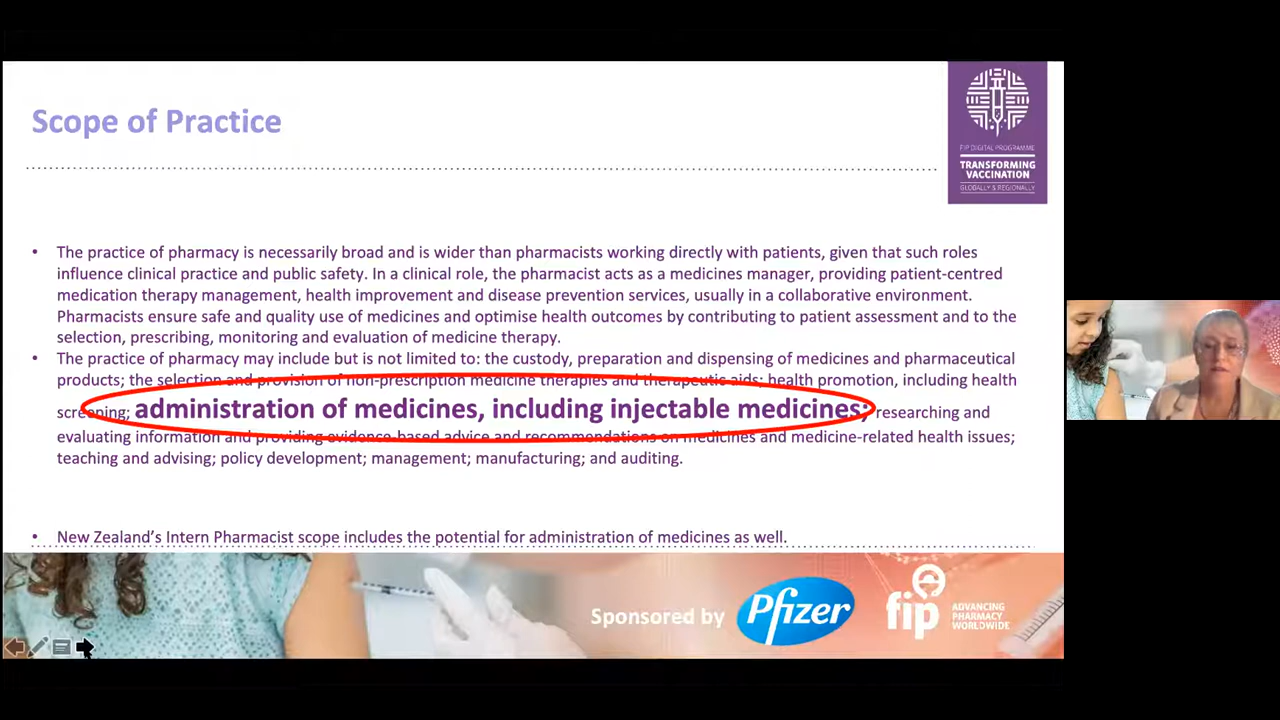 Scope of Practice
FIP DIGITAL PROGRAMME
TRANSFORMING
VACCINATION
GLOBALLY & REGIONALLY
• The practice of pharmacy is necessarily broad and is wider than pharmacists working directly with patients, given that such roles
influence clinical practice and public safety. In a clinical role, the pharmacist acts as a medicines manager, providing patient-centred
medication therapy management, health improvement and disease prevention services, usually in a collaborative environment.
Pharmacists ensure safe and quality use of medicines and optimise health outcomes by contributing to patient assessment and to the
selection, prescribing, monitoring and evaluation of medicine therapy.
• The practice of pharmacy may include but is not limited to: the custody, preparation and dispensing of medicines and pharmaceutical
products; the selection and provision of non-prescription medicine therapies and therapeutic aids; health promotion, including health
screening; administration of medicines, including injectable medicines; researching and
evaluating information and providing evidence-based advice and recommendations on medicines and medicine-related health issues;
teaching and advising; policy development; management; manufacturing; and auditing.
• New Zealand's Intern Pharmacist scope includes the potential for administration of medicines as well.
Sponsored by
Pfizer
fip
ADVANCING
PHARMACY
WORLDWIDE